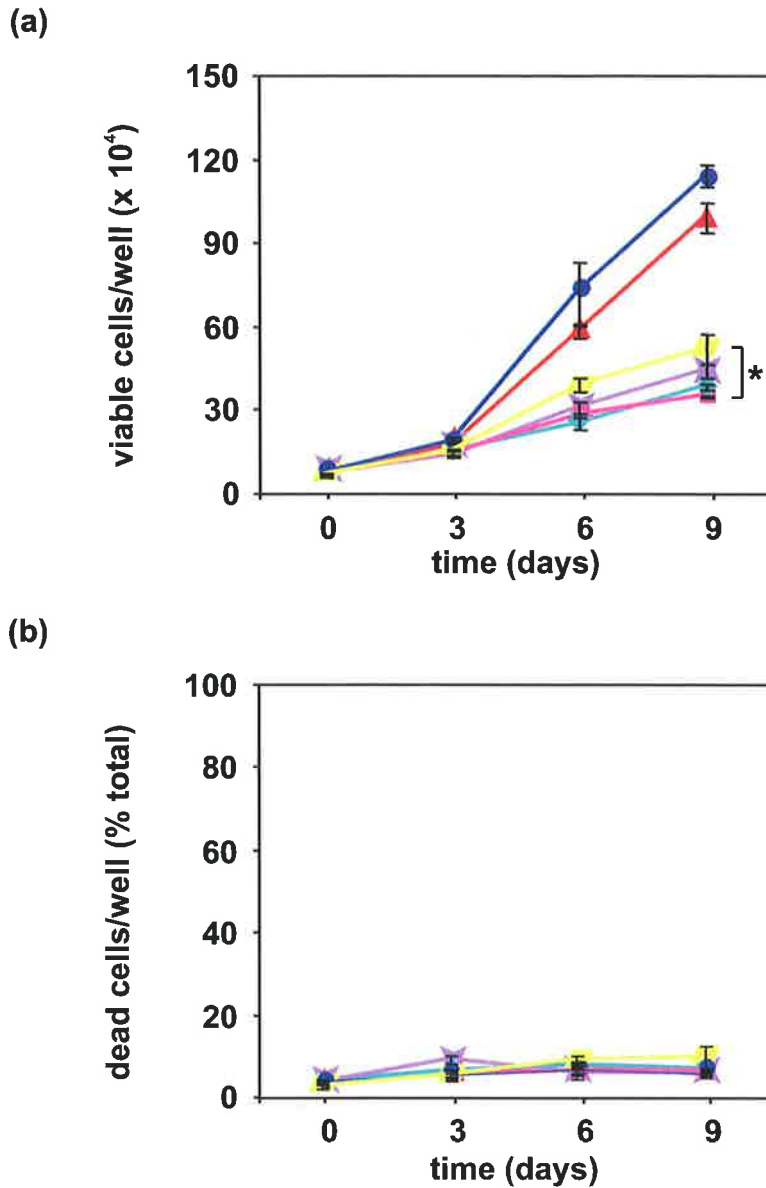 (a)
viable cells/well (x 10⁴)
150
120
90
60
30
0
*
0 3 6 9
time (days)
(b)
dead cells/well (% total)
100
80
60
40
20
0
0 3 6 9
time (days)